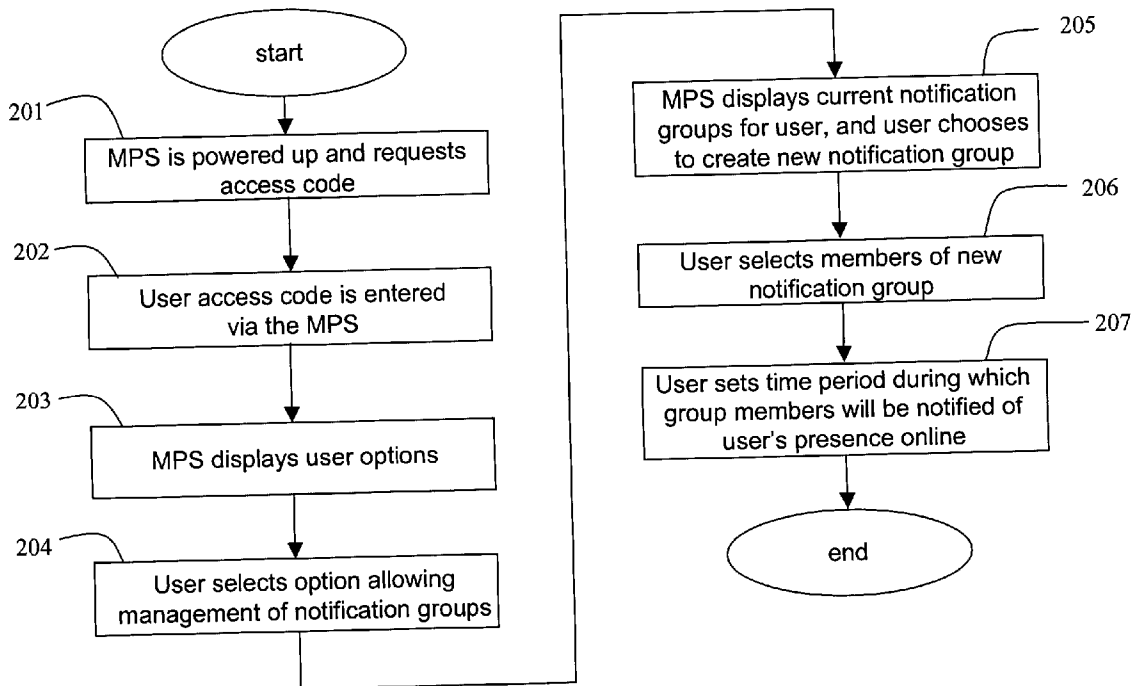 start
201
MPS is powered up and requests
access code
202
User access code is entered
via the MPS
203
MPS displays user options
204
User selects option allowing
management of notification groups
205
MPS displays current notification
groups for user, and user chooses
to create new notification group
206
User selects members of new
notification group
207
User sets time period during which
group members will be notified of
user's presence online
end